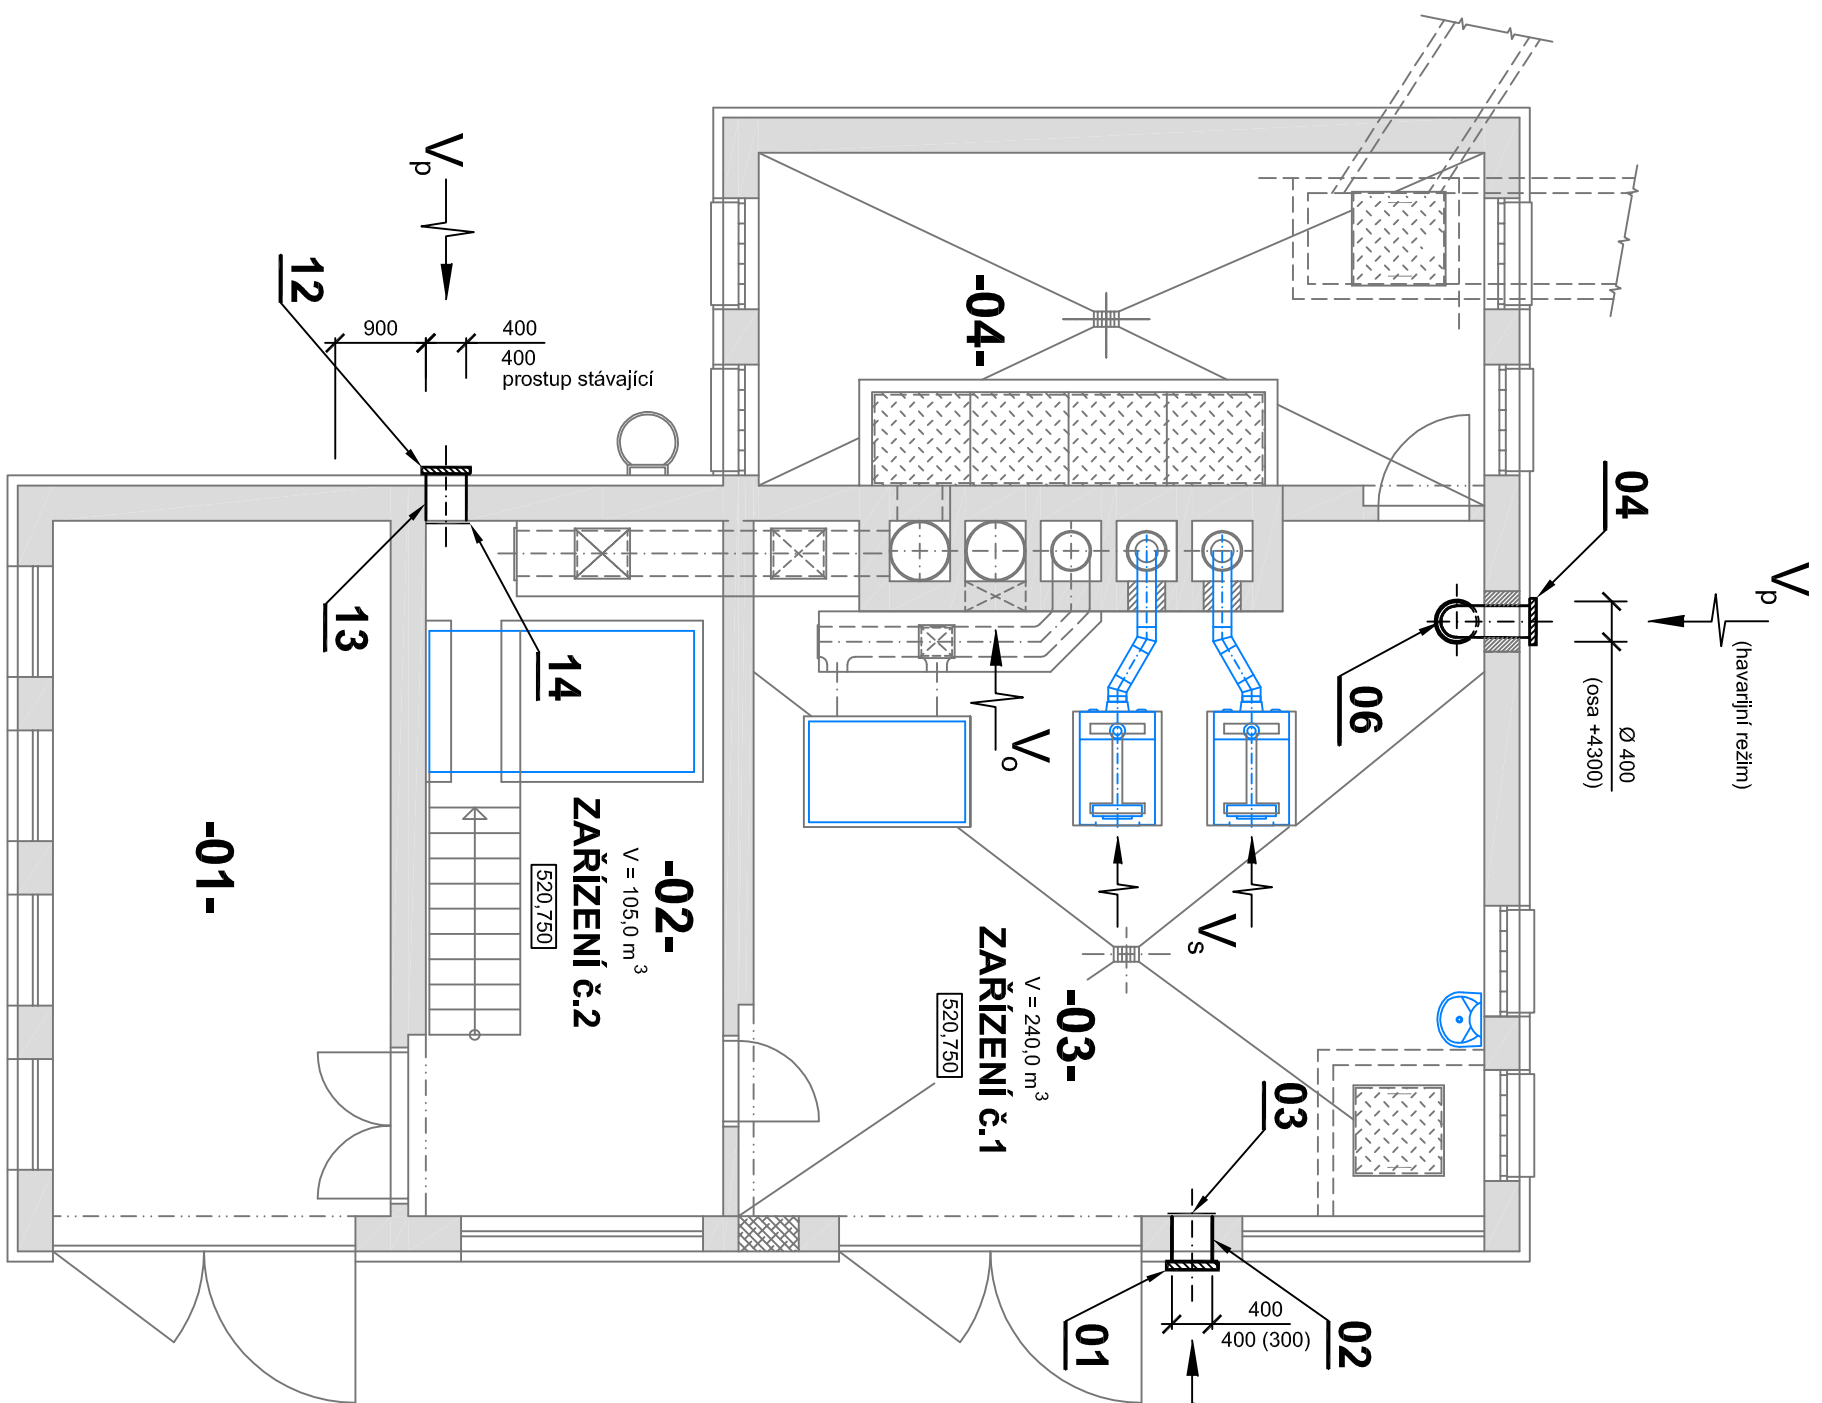 V p
12
900
400
400
prostup stávající
13
14
-04-
04
V p
(havarijní režim)
Ø 400
(osa +4300)
06
V o
V s
-01-
-02-
V = 105,0 m 3
ZAŘÍZENÍ č.2
520,750
-03-
V = 240,0 m 3
ZAŘÍZENÍ č.1
520,750
03
01
400
400 (300)
02